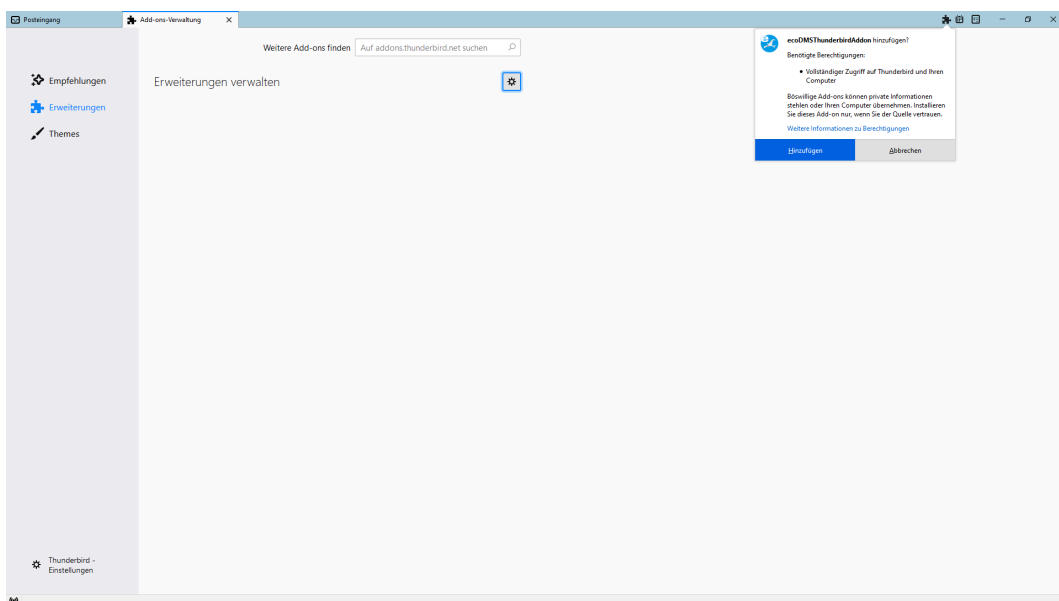 Posteingang
Add-ons-Verwaltung
Weitere Add-ons finden
Auf addons.thunderbird.net suchen
Empfehlungen
Erweiterungen
Themes
Erweiterungen verwalten
ecoDMSThunderbirdAddon hinzufügen?
Benötigte Berechtigungen:
Vollständiger Zugriff auf Thunderbird und Ihren
Computer
Böswillige Add-ons können private Informationen
stehlen oder Ihren Computer übernehmen. Installieren
Sie dieses Add-on nur, wenn Sie der Quelle vertrauen.
Weitere Informationen zu Berechtigungen
Hinzufügen
Abbrechen
Thunderbird -
Einstellungen